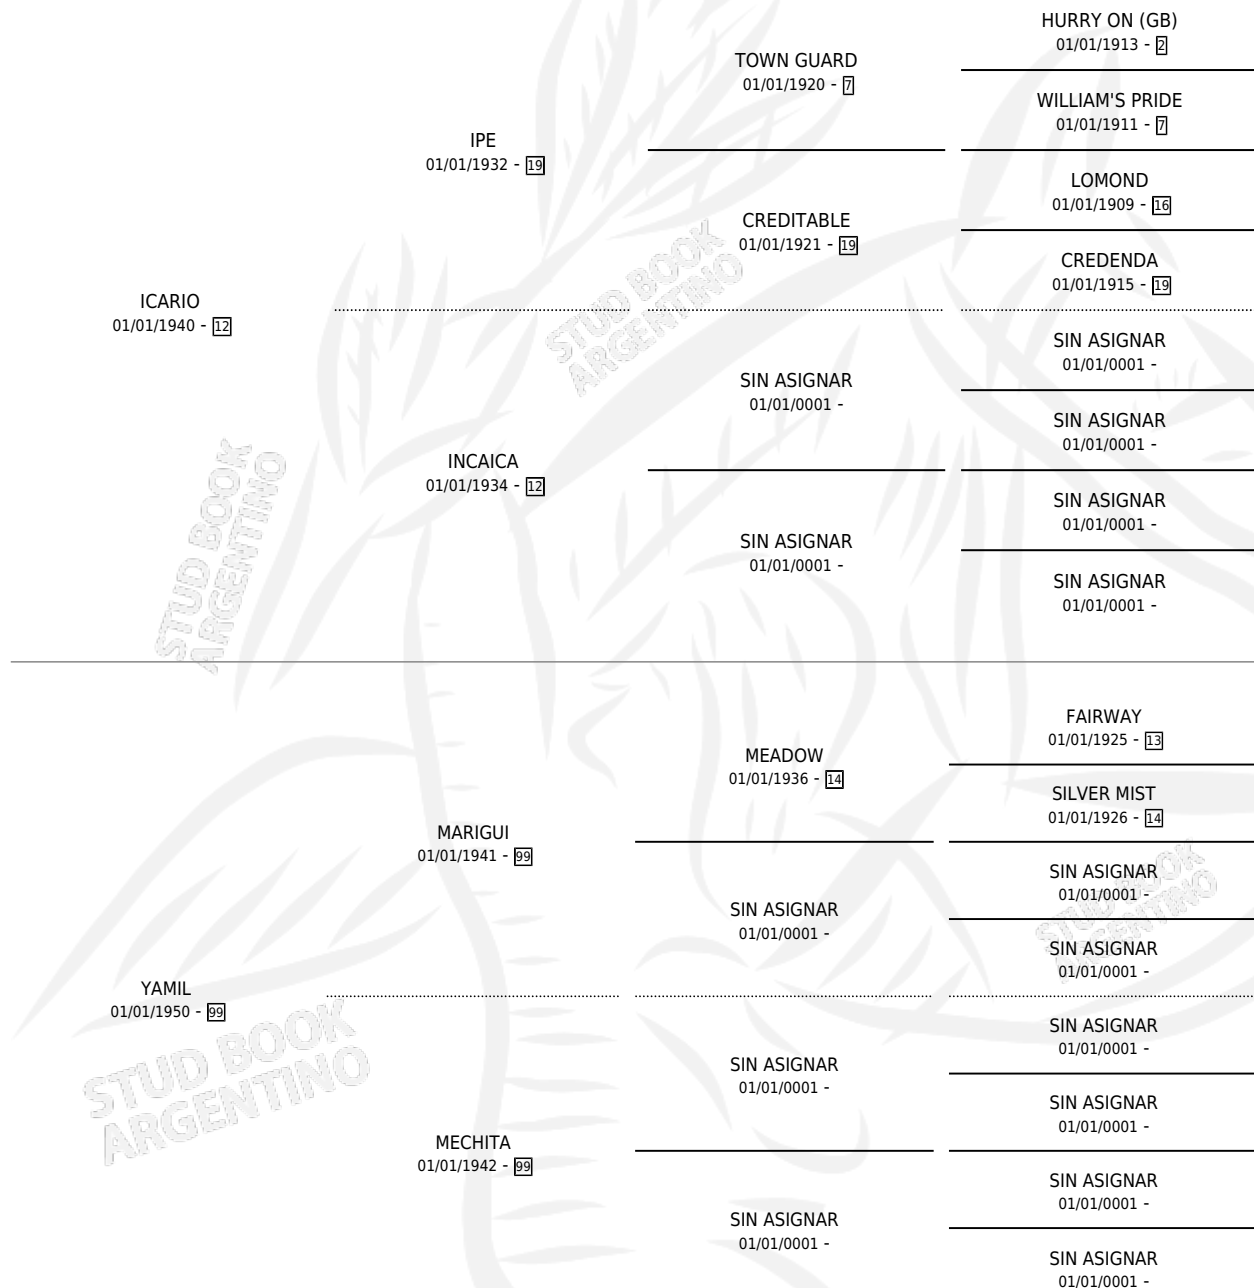 HURRY ON (GB)
01/01/1913 - 2
TOWN GUARD
01/01/1920 - 7
WILLIAM'S PRIDE
01/01/1911 - 7
IPE
01/01/1932 - 19
LOMOND
01/01/1909 - 16
CREDITABLE
01/01/1921 - 19
CREDENDA
01/01/1915 - 19
ICARIO
01/01/1940 - 12
SIN ASIGNAR
01/01/0001 -
SIN ASIGNAR
01/01/0001 -
SIN ASIGNAR
01/01/0001 -
INCAICA
01/01/1934 - 12
SIN ASIGNAR
01/01/0001 -
SIN ASIGNAR
01/01/0001 -
SIN ASIGNAR
01/01/0001 -
STUD BOOK
ARGENTINO
STUD BOOK
ARGENTINO
FAIRWAY
01/01/1925 - 13
MEADOW
01/01/1936 - 14
SILVER MIST
01/01/1926 - 14
MARIGUI
01/01/1941 - 99
SIN ASIGNAR
01/01/0001 -
SIN ASIGNAR
01/01/0001 -
SIN ASIGNAR
01/01/0001 -
STUD BOOK
ARGENTINO
YAMIL
01/01/1950 - 99
SIN ASIGNAR
01/01/0001 -
SIN ASIGNAR
01/01/0001 -
SIN ASIGNAR
01/01/0001 -
STUD BOOK
ARGENTINO
MECHITA
01/01/1942 - 99
SIN ASIGNAR
01/01/0001 -
SIN ASIGNAR
01/01/0001 -
SIN ASIGNAR
01/01/0001 -